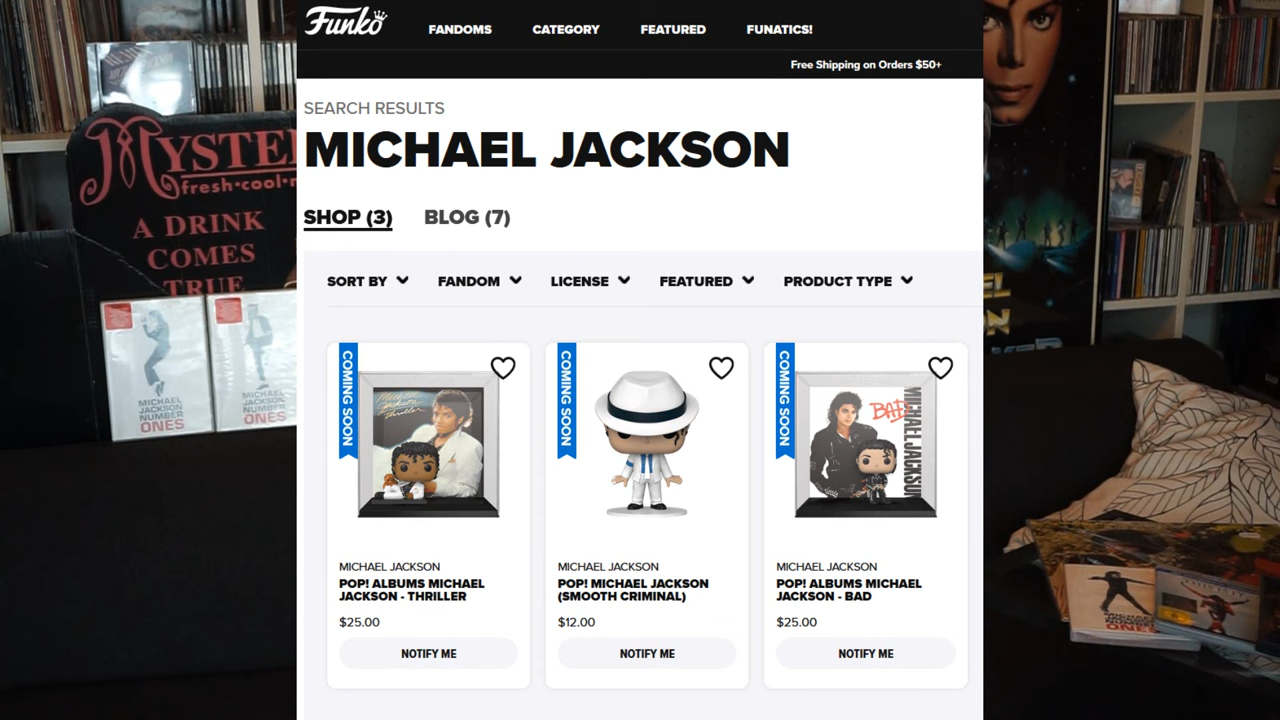 Funko
FANDOMS
CATEGORY
FEATURED
FUNATICS!
Free Shipping on Orders $50+
SEARCH RESULTS
MICHAEL JACKSON
SHOP (3)
BLOG (7)
SORT BY
FANDOM
LICENSE
FEATURED
PRODUCT TYPE
COMING SOON
Michael
Jackson
Thriller
MICHAEL JACKSON
POP! ALBUMS MICHAEL
JACKSON - THRILLER
$25.00
NOTIFY ME
COMING SOON
MICHAEL JACKSON
POP! MICHAEL JACKSON
(SMOOTH CRIMINAL)
$12.00
NOTIFY ME
COMING SOON
BAD
MICHAEL JACKSON
MICHAEL JACKSON
POP! ALBUMS MICHAEL
JACKSON - BAD
$25.00
NOTIFY ME
MYSTE
fresh•cool•
A DRINK
COMES
TRUE
MICHAEL
JACKSON
NUMBER
ONES
MICHAEL
JACKSON
NUMBER
ONES
ONES